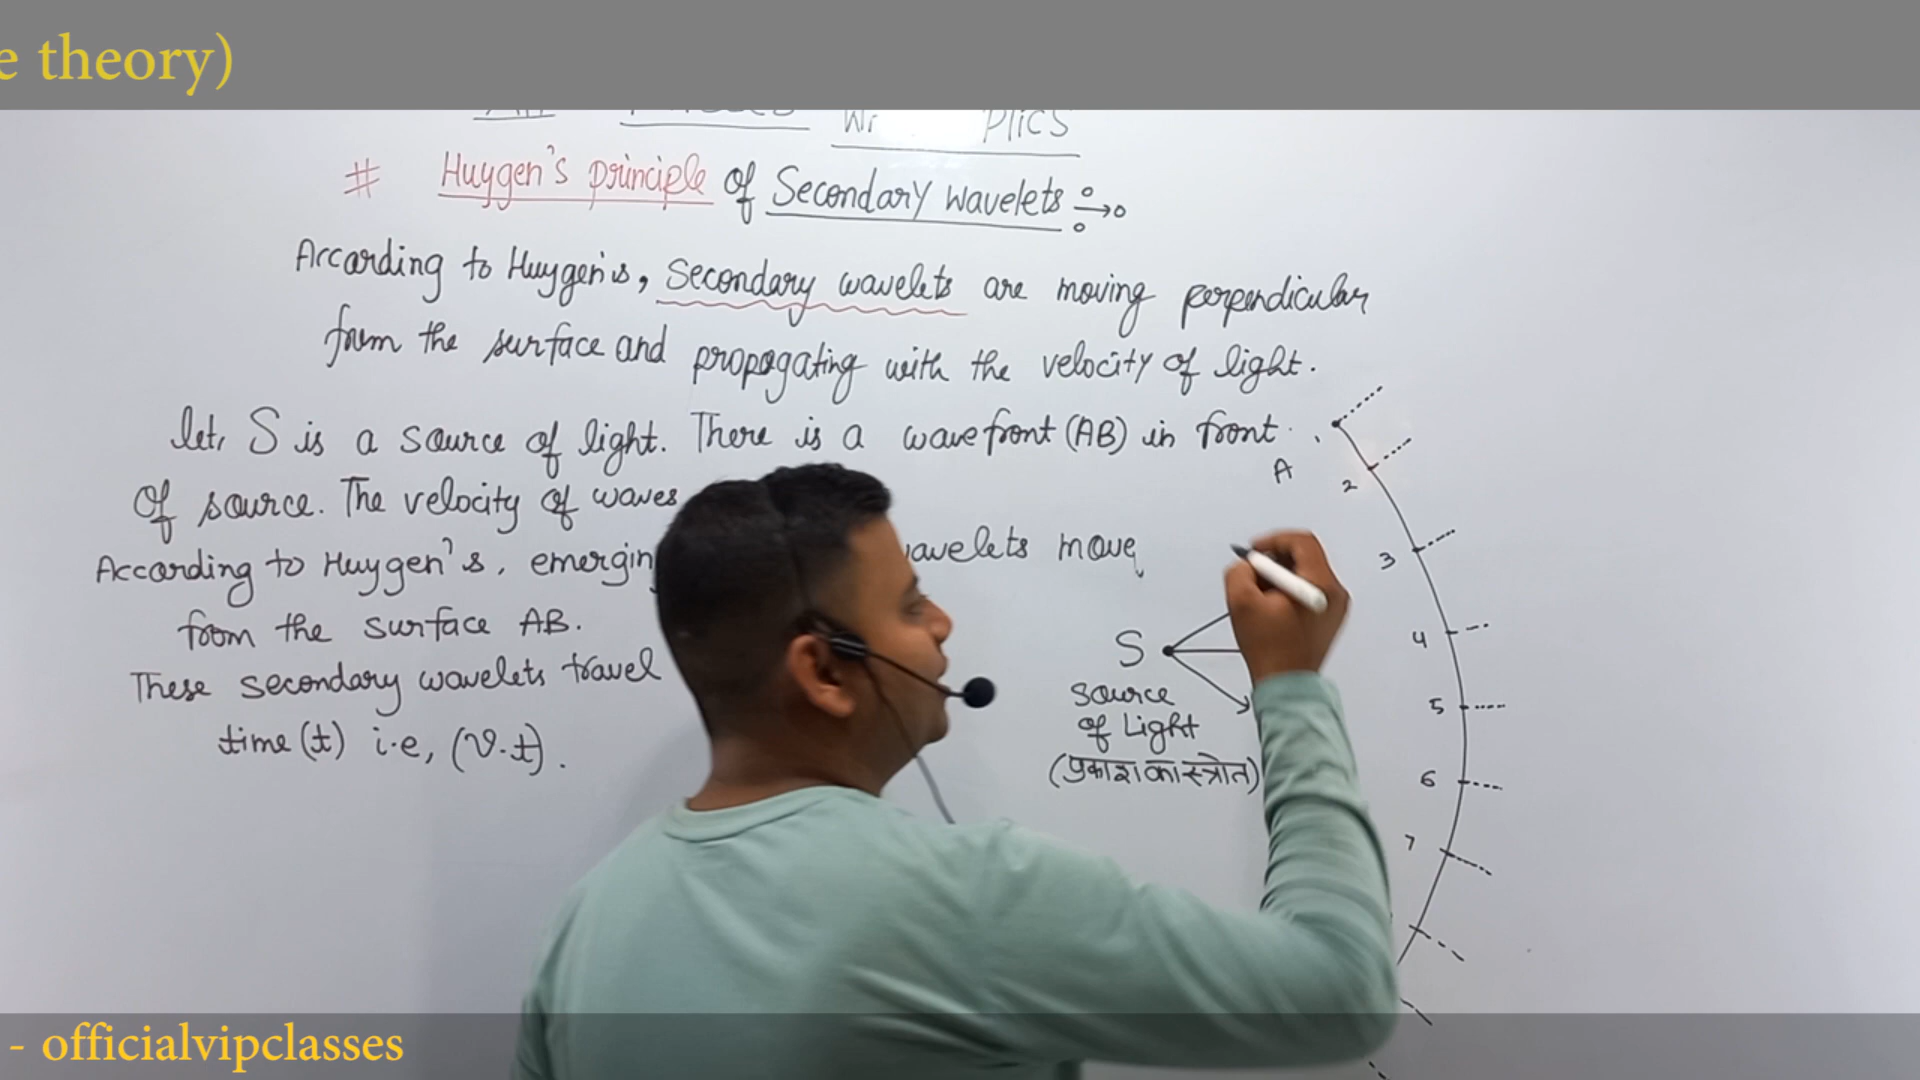 e theory)
# Huygen's principle of Secondary wavelets
According to Huygen's, Secondary wavelets are moving perpendicular
from the surface and propagating with the velocity of light.
let, S is a source of light. There is a wavefront (AB) in front
of source. The velocity of waves
According to Huygen's, emerging wavelets move
from the surface AB.
These secondary wavelets travel
time (t) i.e, (v.t).
A
2
3
4
5
6
7
S
Source
of Light
(प्रकाश का स्त्रोत)
- officialvipclasses